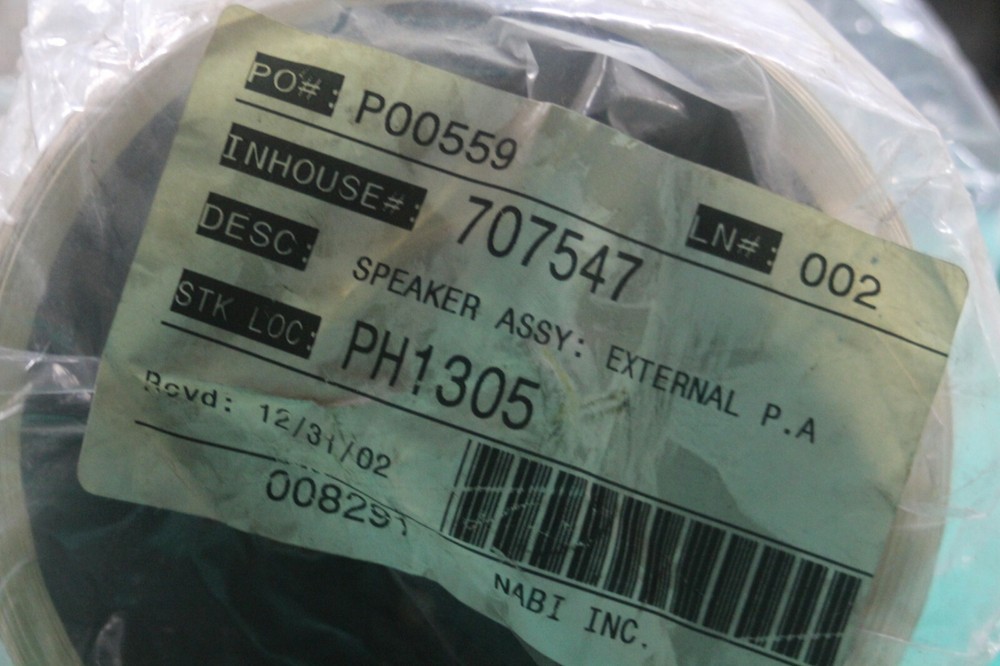 PO#: P00559
INHOUSE#: 707547 LN#: 002
DESC: SPEAKER ASSY: EXTERNAL P.A
STK LOC: PH1305
Rcvd: 12/31/02
008291
NABI INC.